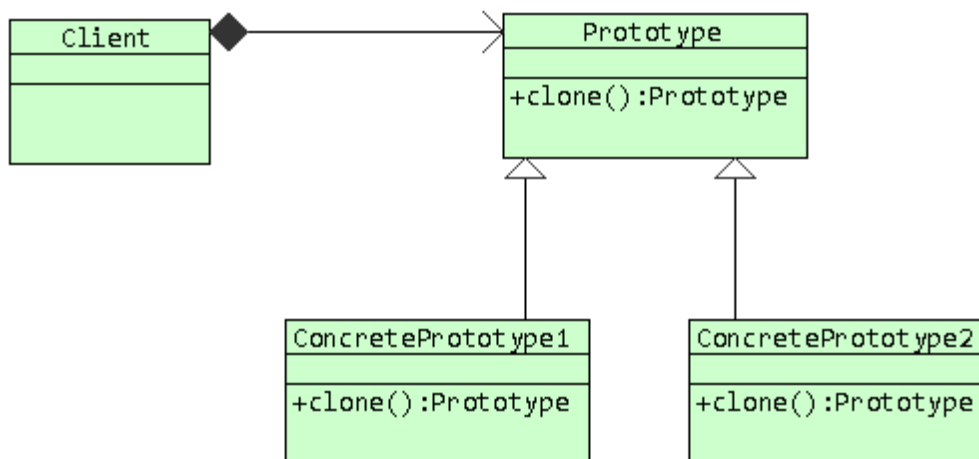 Client
Prototype
+clone():Prototype
ConcretePrototype1
+clone():Prototype
ConcretePrototype2
+clone():Prototype